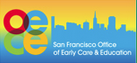 oece
San Francisco Office
of Early Care & Education